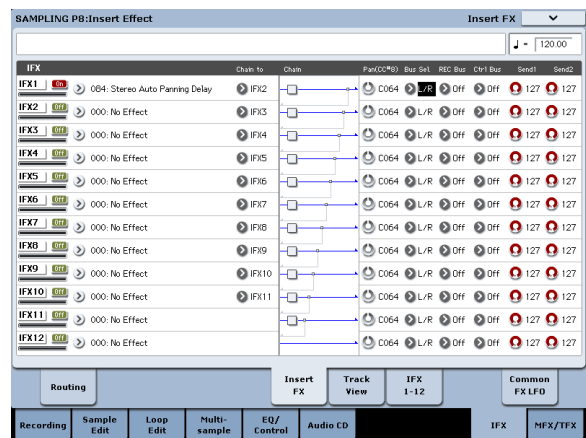 SAMPLING P8:Insert Effect Insert FX
♩= 120.00
IFX Chain to Chain Pan(CC#8) Bus Sel. REC Bus Ctrl Bus Send1 Send2
IFX1 On 084: Stereo Auto Panning Delay IFX2 C064 L/R Off Off 127 127
IFX2 Off 000: No Effect IFX3 C064 L/R Off Off 127 127
IFX3 Off 000: No Effect IFX4 C064 L/R Off Off 127 127
IFX4 Off 000: No Effect IFX5 C064 L/R Off Off 127 127
IFX5 Off 000: No Effect IFX6 C064 L/R Off Off 127 127
IFX6 Off 000: No Effect IFX7 C064 L/R Off Off 127 127
IFX7 Off 000: No Effect IFX8 C064 L/R Off Off 127 127
IFX8 Off 000: No Effect IFX9 C064 L/R Off Off 127 127
IFX9 Off 000: No Effect IFX10 C064 L/R Off Off 127 127
IFX10 Off 000: No Effect IFX11 C064 L/R Off Off 127 127
IFX11 Off 000: No Effect C064 L/R Off Off 127 127
IFX12 Off 000: No Effect C064 L/R Off Off 127 127
Routing Insert FX Track View IFX 1-12 Common FX LFO
Recording Sample Edit Loop Edit Multi-sample EQ/Control Audio CD IFX MFX/TFX